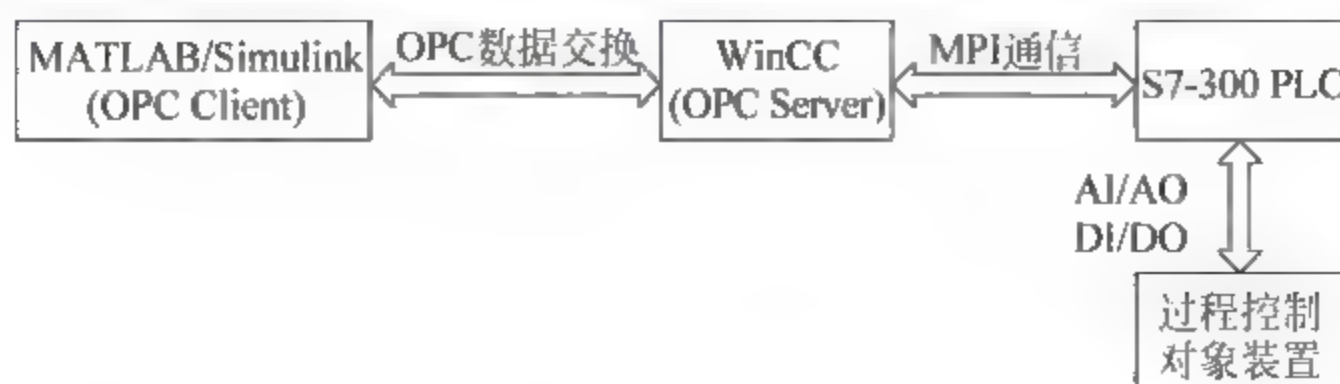 MATLAB/Simulink
(OPC Client)
OPC数据交换
WinCC
(OPC Server)
MPI通信
S7-300 PLC
AI/AO
DI/DO
过程控制
对象装置